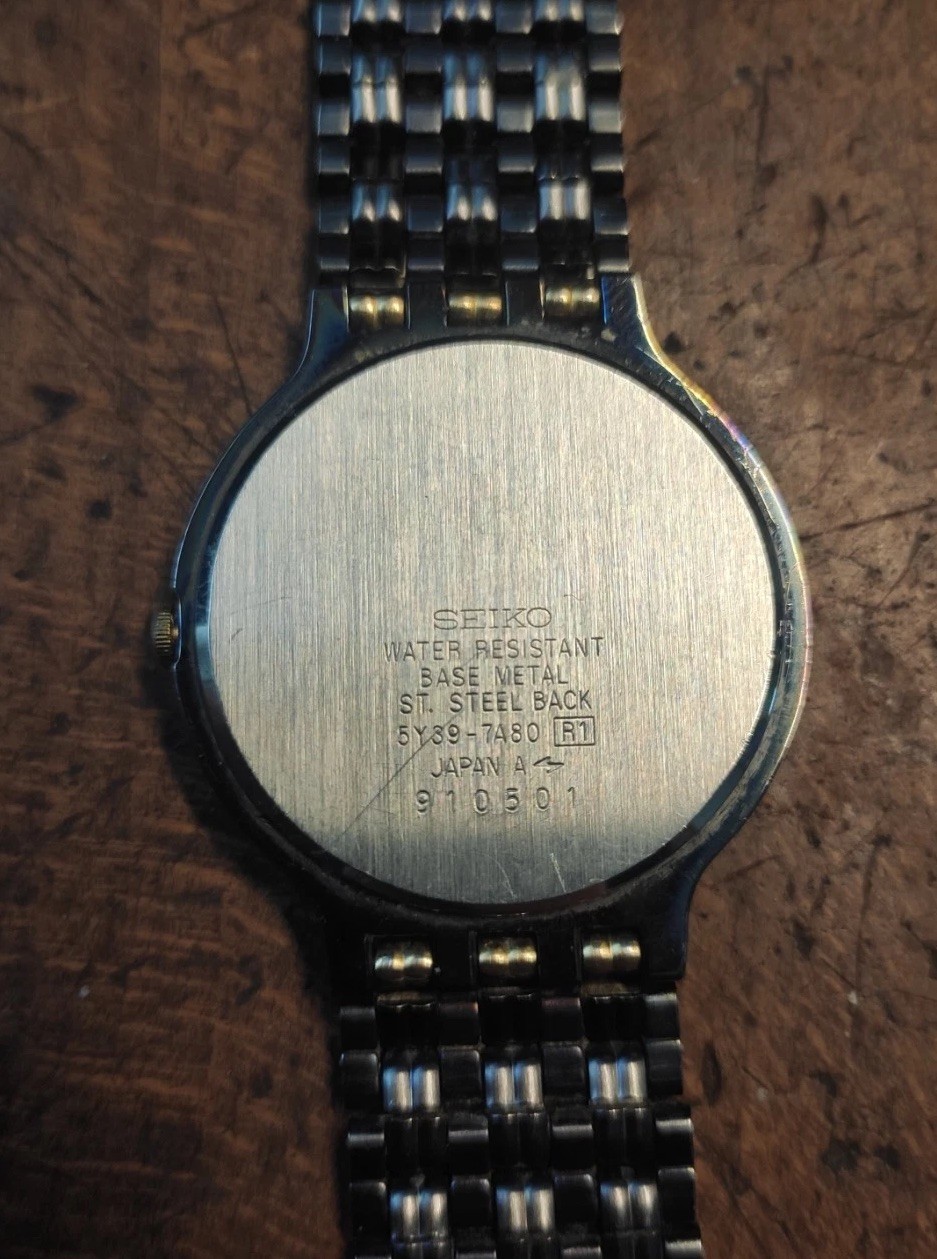 SEIKO
WATER RESISTANT
BASE METAL
ST. STEEL BACK
5Y39-7A80 R1
JAPAN A
910501